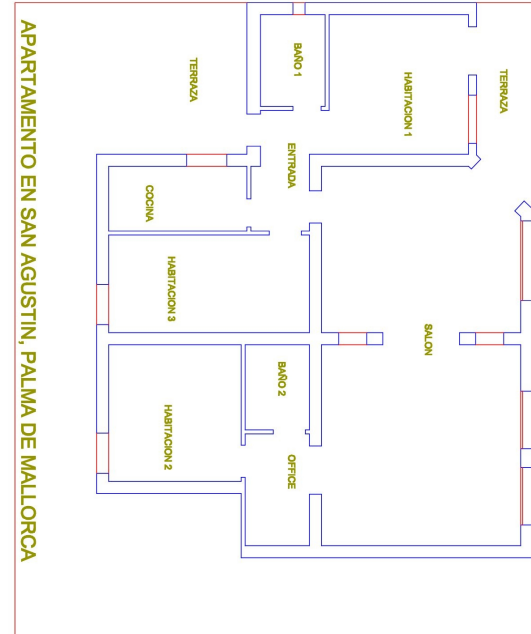 TERRAZA
HABITACION 1
BAÑO 1
TERRAZA
ENTRADA
SALON
COCINA
HABITACION 3
BAÑO 2
OFFICE
HABITACION 2
APARTAMENTO EN SAN AGUSTIN, PALMA DE MALLORCA